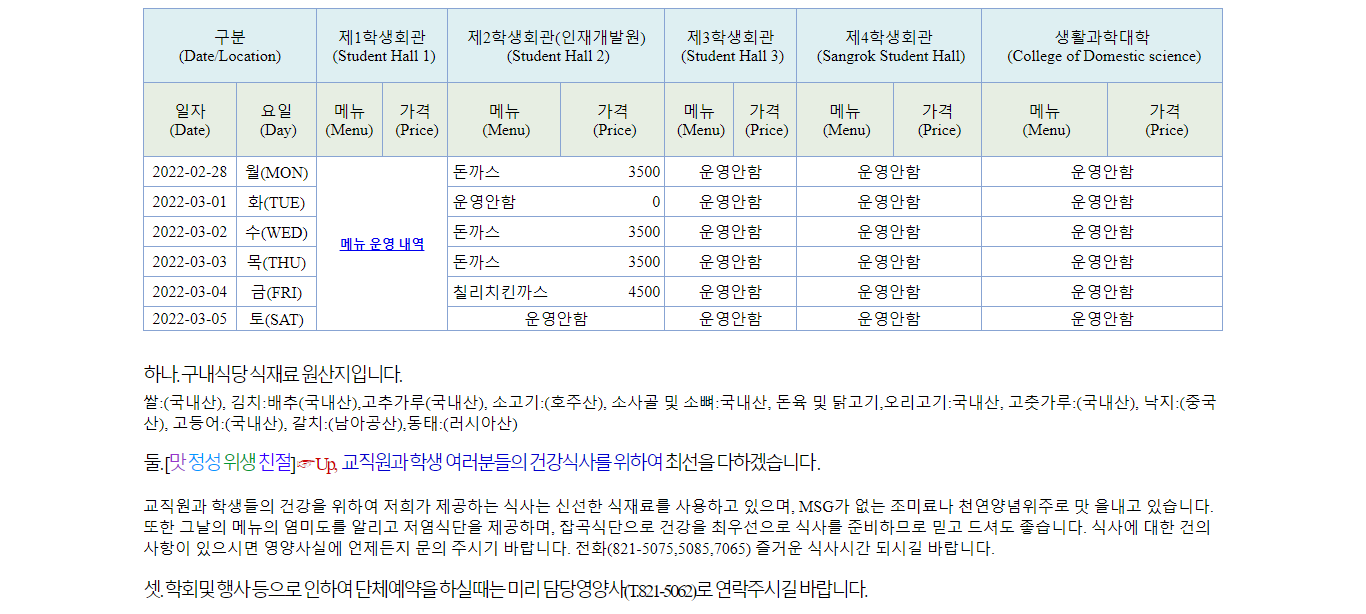 구분 제1학생회관 제2학생회관(인재개발원) 제3학생회관 제4학생회관 생활과학대학
(Date/Location) (Student Hall 1) (Student Hall 2) (Student Hall 3) (Sangrok Student Hall) (College of Domestic science)
일자 요일 메뉴 가격 메뉴 가격 메뉴 가격 메뉴 가격 메뉴 가격
(Date) (Day) (Menu) (Price) (Menu) (Price) (Menu) (Price) (Menu) (Price) (Menu) (Price)
2022-02-28 월(MON) 돈까스 3500 운영안함 운영안함 운영안함
2022-03-01 화(TUE) 운영안함 0 운영안함 운영안함 운영안함
2022-03-02 수(WED) 돈까스 3500 운영안함 운영안함 운영안함
메뉴 운영 내역
2022-03-03 목(THU) 돈까스 3500 운영안함 운영안함 운영안함
2022-03-04 금(FRI) 칠리치킨까스 4500 운영안함 운영안함 운영안함
2022-03-05 토(SAT) 운영안함 운영안함 운영안함 운영안함
하나. 구내식당 식재료 원산지입니다.
쌀:(국내산), 김치:배추(국내산),고추가루(국내산), 소고기:(호주산), 소사골 및 소뼈:국내산, 돈육 및 닭고기,오리고기:국내산, 고춧가루:(국내산), 낙지:(중국
산), 고등어:(국내산), 갈치:(남아공산),동태:(러시아산)
둘.[맛 정성 위생 친절]☞Up, 교직원과 학생 여러분들의 건강식사를 위하여 최선을 다하겠습니다.
교직원과 학생들의 건강을 위하여 저희가 제공하는 식사는 신선한 식재료를 사용하고 있으며, MSG가 없는 조미료나 천연양념위주로 맛 을내고 있습니다.
또한 그날의 메뉴의 염미도를 알리고 저염식단을 제공하며, 잡곡식단으로 건강을 최우선으로 식사를 준비하므로 믿고 드셔도 좋습니다. 식사에 대한 건의
사항이 있으시면 영양사실에 언제든지 문의 주시기 바랍니다. 전화(821-5075,5085,7065) 즐거운 식사시간 되시길 바랍니다.
셋. 학회및 행사 등으로 인하여 단체예약을 하실때는 미리 담당영양사(T.821-5062)로 연락주시길 바랍니다.